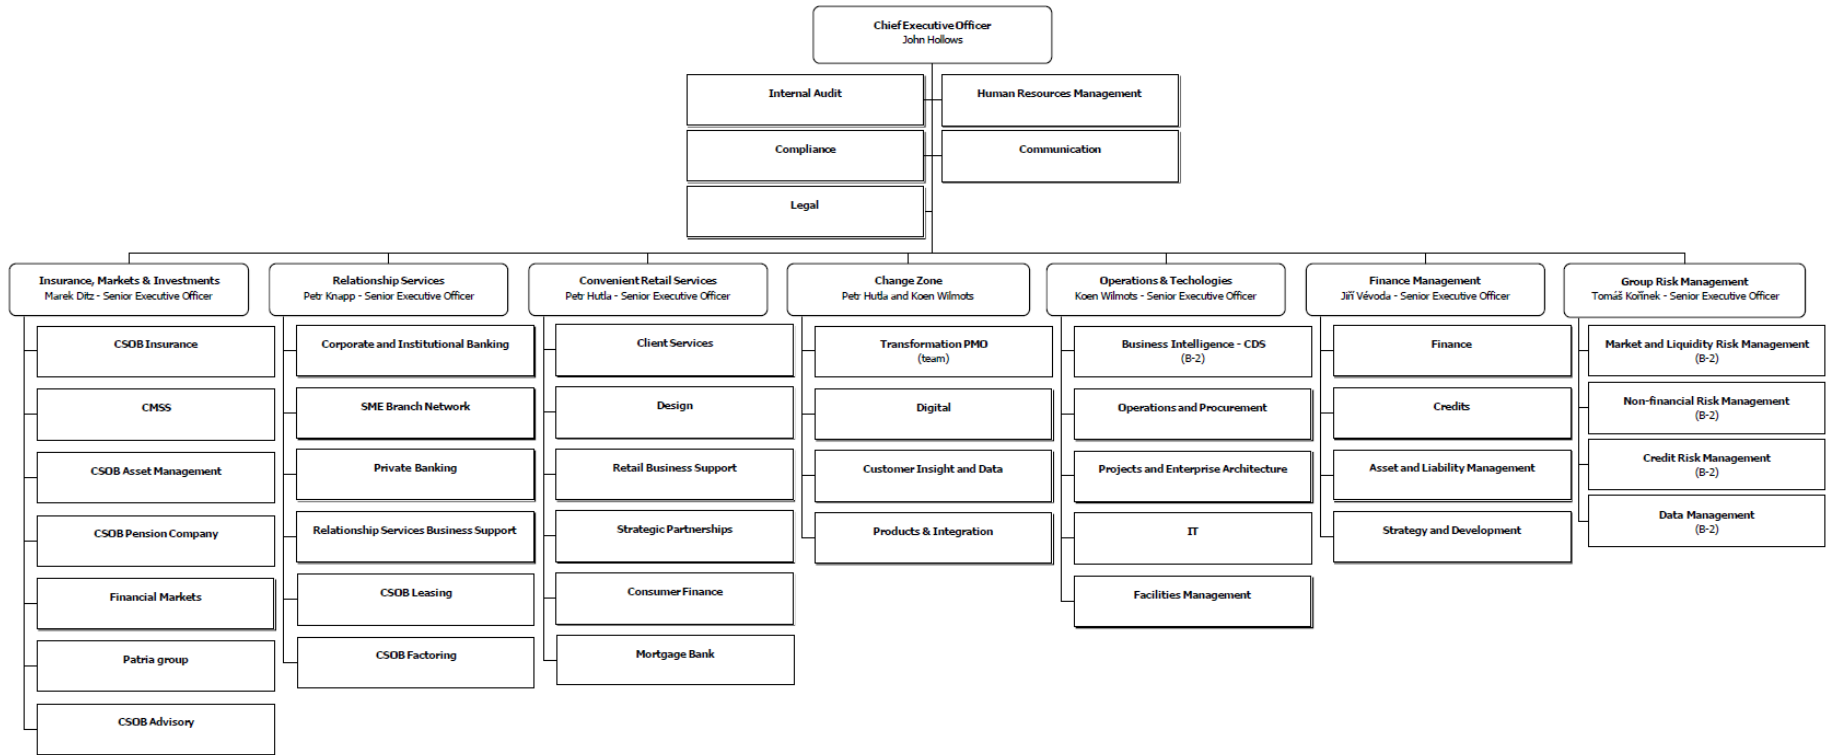 Chief Executive Officer
John Hollows
Internal Audit
Human Resources Management
Compliance
Communication
Legal
Insurance, Markets & Investments
Marek Ditz - Senior Executive Officer
CSOB Insurance
CMSS
CSOB Asset Management
CSOB Pension Company
Financial Markets
Patria group
CSOB Advisory
Relationship Services
Petr Knapp - Senior Executive Officer
Corporate and Institutional Banking
SME Branch Network
Private Banking
Relationship Services Business Support
CSOB Leasing
CSOB Factoring
Convenient Retail Services
Petr Hutla - Senior Executive Officer
Client Services
Design
Retail Business Support
Strategic Partnerships
Consumer Finance
Mortgage Bank
Change Zone
Petr Hutla and Koen Wilmots
Transformation PMO
(team)
Digital
Customer Insight and Data
Products & Integration
Operations & Techologies
Koen Wilmots - Senior Executive Officer
Business Intelligence - CDS
(B-2)
Operations and Procurement
Projects and Enterprise Architecture
IT
Facilities Management
Finance Management
Jiří Vévoda - Senior Executive Officer
Finance
Credits
Asset and Liability Management
Strategy and Development
Group Risk Management
Tomáš Kořínek - Senior Executive Officer
Market and Liquidity Risk Management
(B-2)
Non-financial Risk Management
(B-2)
Credit Risk Management
(B-2)
Data Management
(B-2)